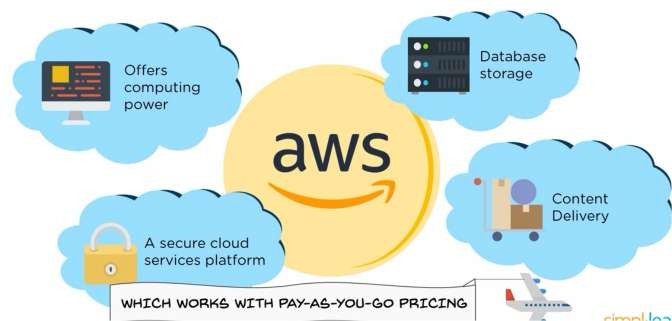 Offers
computing
power
Database
storage
aws
Content
Delivery
A secure cloud
services platform
WHICH WORKS WITH PAY-AS-YOU-GO PRICING